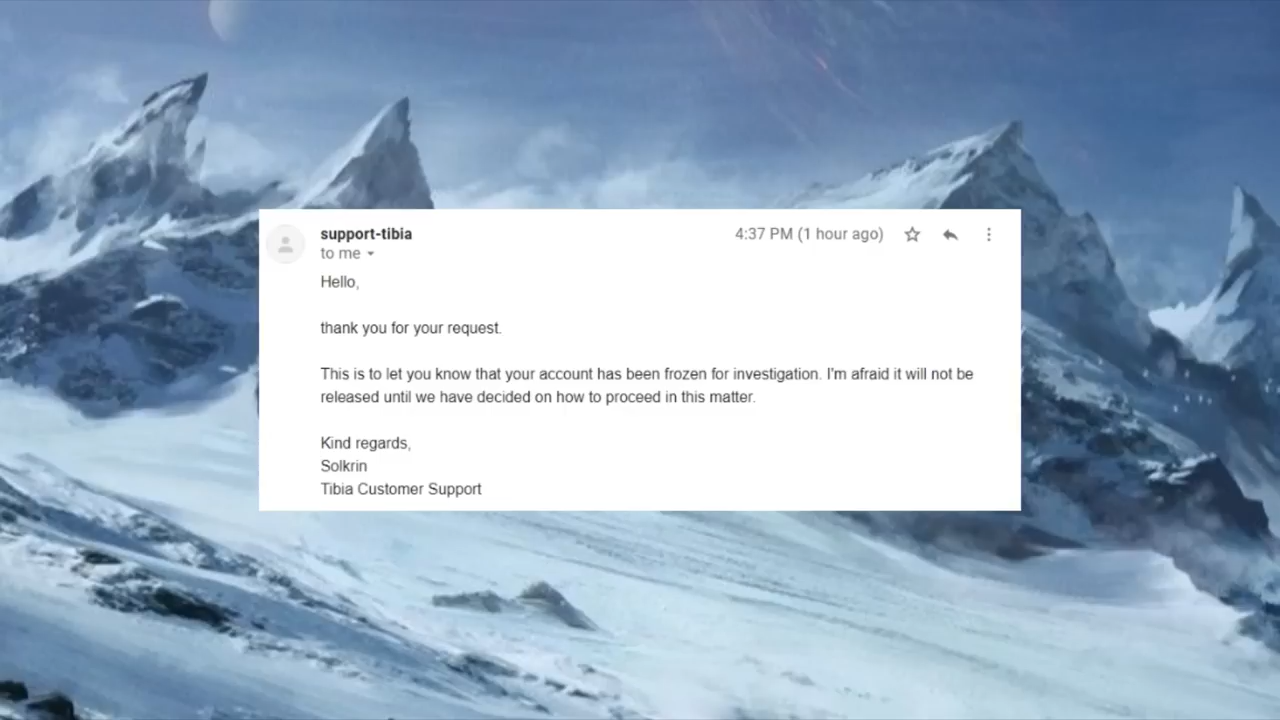 support-tibia
4:37 PM (1 hour ago)
to me
Hello,
thank you for your request.
This is to let you know that your account has been frozen for investigation. I'm afraid it will not be
released until we have decided on how to proceed in this matter.
Kind regards,
Solkrin
Tibia Customer Support